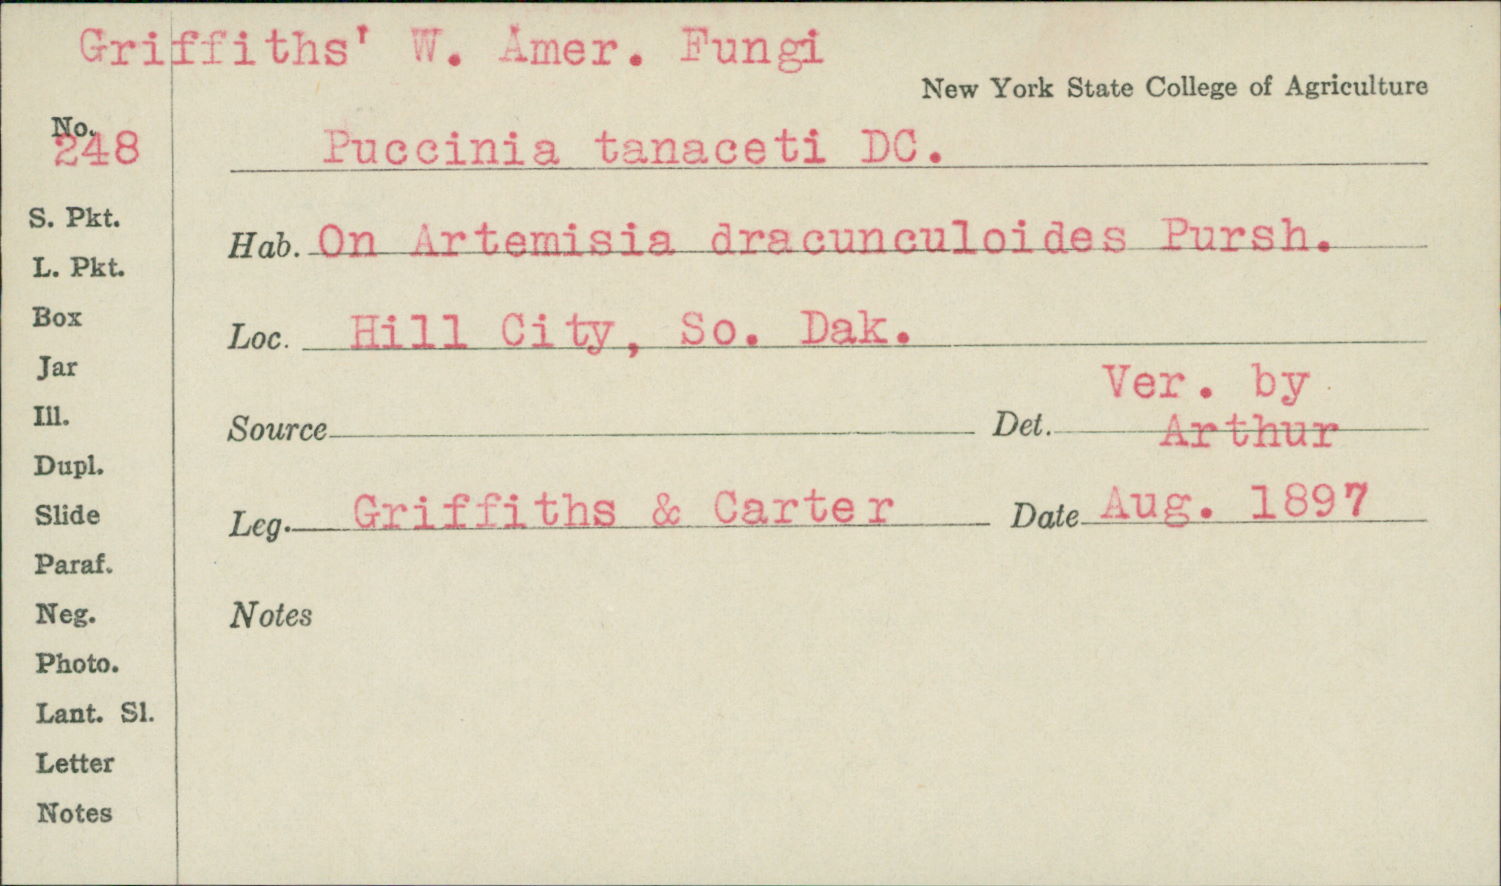 Griffiths' W. Amer. Fungi
New York State College of Agriculture
No.
248
Puccinia tanaceti DC.
S. Pkt.
Hab. On Artemisia dracunculoides Pursh.
L. Pkt.
Box
Loc. Hill City, So. Dak.
Jar
Ill.
Source
Det. Ver. by
Arthur
Dupl.
Slide
Leg. Griffiths & Carter Date Aug. 1897
Paraf.
Neg.
Notes
Photo.
Lant. Sl.
Letter
Notes